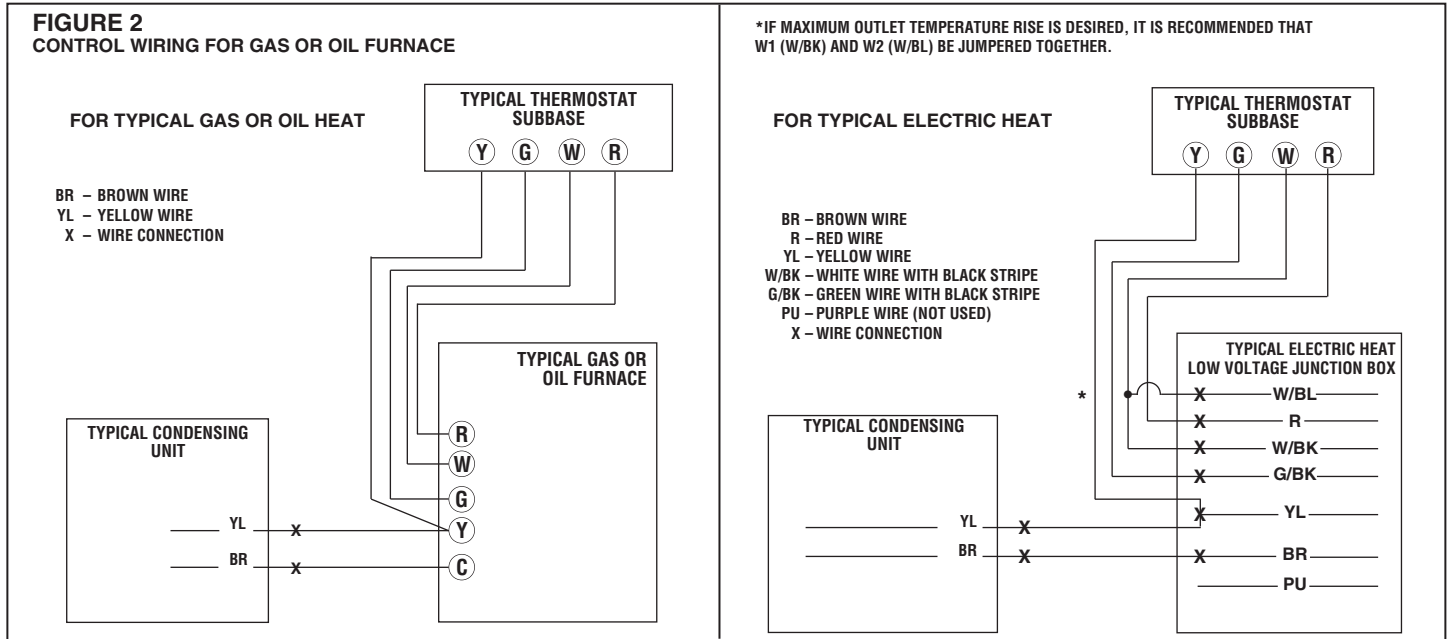 FIGURE 2
CONTROL WIRING FOR GAS OR OIL FURNACE
FOR TYPICAL GAS OR OIL HEAT
TYPICAL THERMOSTAT
SUBBASE
Y G W R
BR – BROWN WIRE
YL – YELLOW WIRE
X – WIRE CONNECTION
TYPICAL GAS OR
OIL FURNACE
R
W
G
Y
C
TYPICAL CONDENSING
UNIT
YL X
BR X
*IF MAXIMUM OUTLET TEMPERATURE RISE IS DESIRED, IT IS RECOMMENDED THAT
W1 (W/BK) AND W2 (W/BL) BE JUMPERED TOGETHER.
FOR TYPICAL ELECTRIC HEAT
TYPICAL THERMOSTAT
SUBBASE
Y G W R
BR – BROWN WIRE
R – RED WIRE
YL – YELLOW WIRE
W/BK – WHITE WIRE WITH BLACK STRIPE
G/BK – GREEN WIRE WITH BLACK STRIPE
PU – PURPLE WIRE (NOT USED)
X – WIRE CONNECTION
TYPICAL ELECTRIC HEAT
LOW VOLTAGE JUNCTION BOX
* X W/BL
X R
X W/BK
X G/BK
X YL
X BR
PU
TYPICAL CONDENSING
UNIT
YL X
BR X